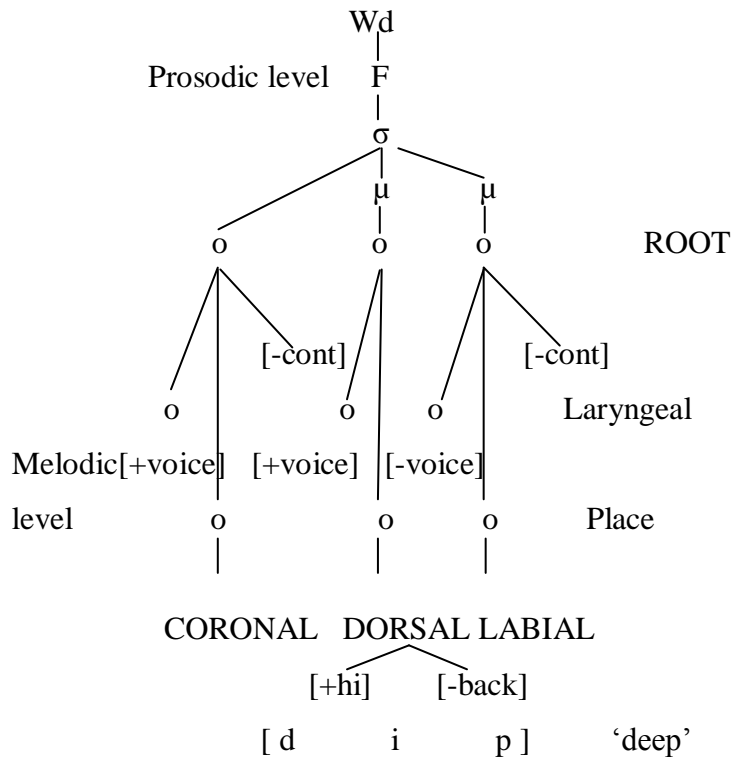 Wd
Prosodic level F
σ
μ μ
o o o ROOT
[-cont] [-cont]
o o o Laryngeal
Melodic[+voice] [+voice] [-voice]
level o o o Place
CORONAL DORSAL LABIAL
[+hi] [-back]
[ d i p ] ‘deep’